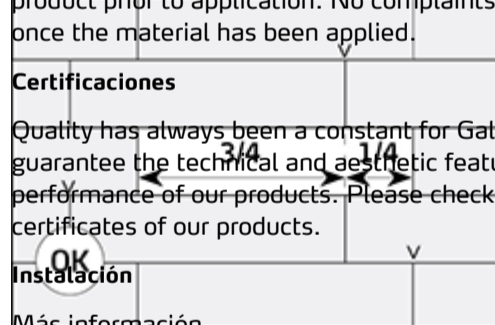 product prior to application. No complaints
once the material has been applied.
Certificaciones
Quality has always been a constant for Gab
3/4 1/4
guarantee the technical and aesthetic featu
performance of our products. Please check
certificates of our products.
OK
Instalación
Más información